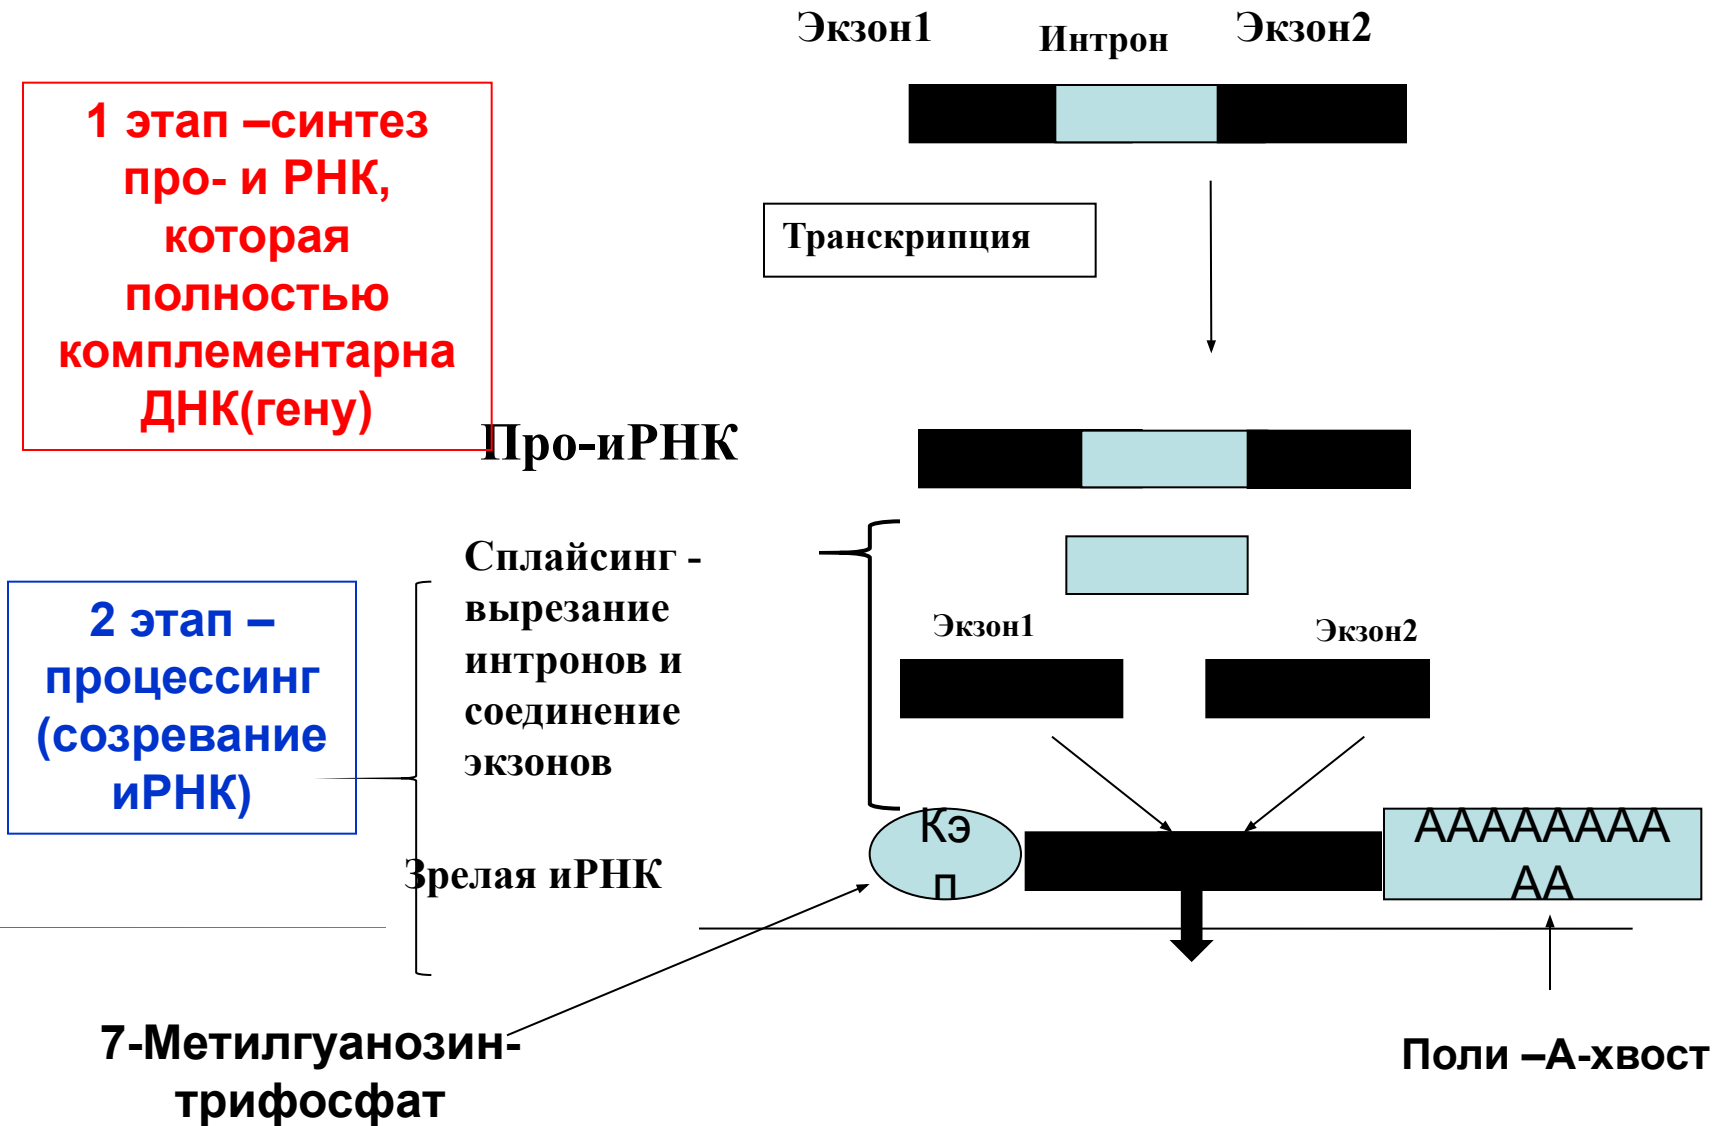 Экзон1
Интрон
Экзон2
1 этап –синтез
про- и РНК,
которая
полностью
комплементарна
ДНК(гену)
Транскрипция
Про-иРНК
Сплайсинг -
вырезание
интронов и
соединение
экзонов
2 этап –
процессинг
(созревание
иРНК)
Экзон1
Экзон2
Кэ
п
АААААААА
АА
Зрелая иРНК
7-Метилгуанозин-
трифосфат
Поли –А-хвост